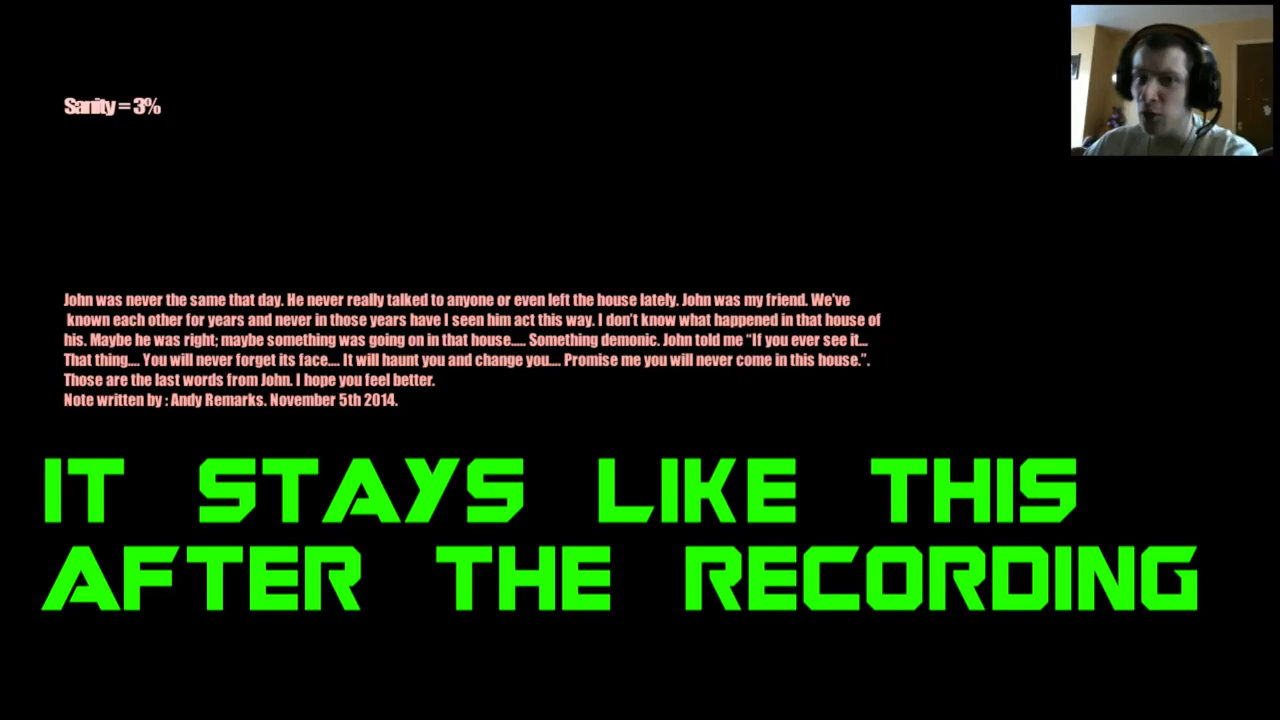 Sanity = 3%
John was never the same that day. He never really talked to anyone or even left the house lately. John was my friend. We've
known each other for years and never in those years have I seen him act this way. I don't know what happened in that house of
his. Maybe he was right; maybe something was going on in that house..... Something demonic. John told me “If you ever see it...
That thing.... You will never forget its face.... It will haunt you and change you.... Promise me you will never come in this house.”.
Those are the last words from John. I hope you feel better.
Note written by : Andy Remarks. November 5th 2014.
IT STAYS LIKE THIS
AFTER THE RECORDING